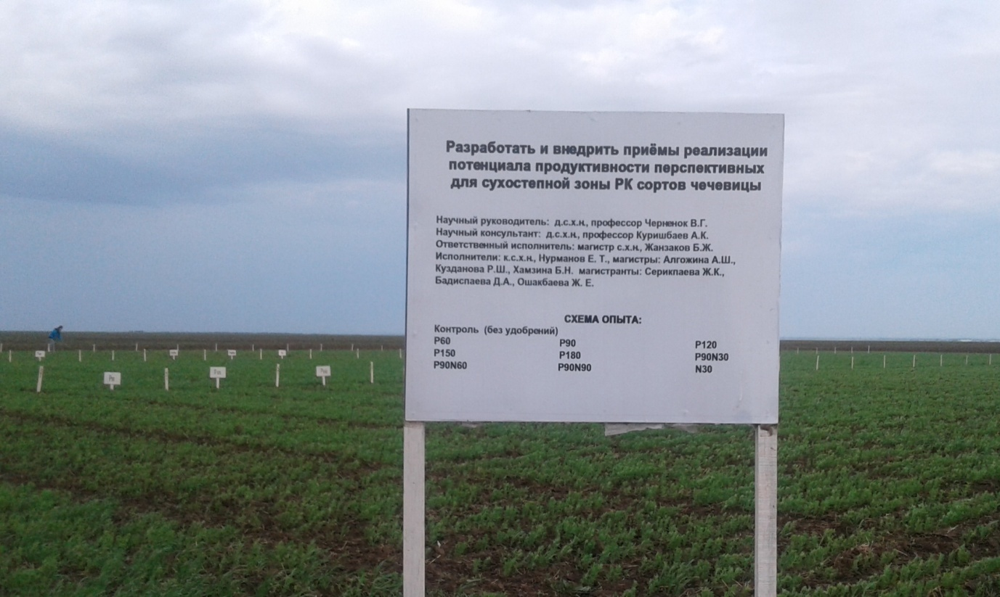 Разработать и внедрить приёмы реализации
потенциала продуктивности перспективных
для сухостепной зоны РК сортов чечевицы
Научный руководитель: д.с.х.н., профессор Черненок В.Г.
Научный консультант: д.с.х.н., профессор Куришбаев А.К.
Ответственный исполнитель: магистр с.х.н., Жанзаков Б.Ж.
Исполнители: к.с.х.н., Нурманов Е. Т., магистры: Алгожина А.Ш.,
Кузданова Р.Ш., Хамзина Б.Н. магистранты: Серикпаева Ж.К.,
Бадиспаева Д.А., Ошакбаева Ж. Е.
СХЕМА ОПЫТА:
Контроль (без удобрений)
P60 P90 P120
P150 P180 P90N30
P90N60 P90N90 N30